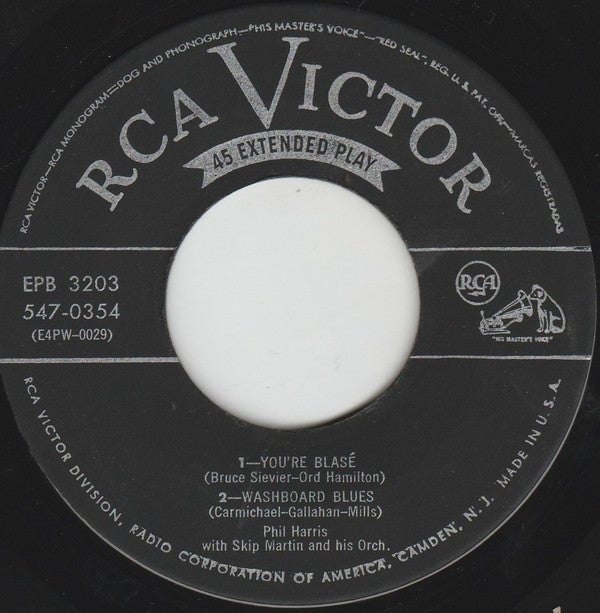 RCA VICTOR—RCA MONOGRAM—DOG AND PHONOGRAPH—"HIS MASTER'S VOICE"—"RED SEAL", REG. U.S. PAT. OFF.—MARCAS REGISTRADAS
RCA VICTOR
45 EXTENDED PLAY
EPB 3203
547-0354
(E4PW-0029)
RCA
"HIS MASTER'S VOICE"
1—YOU'RE BLASÉ
(Bruce Sievier-Ord Hamilton)
2—WASHBOARD BLUES
(Carmichael-Gallahan-Mills)
Phil Harris
with Skip Martin and his Orch.
RCA VICTOR DIVISION, RADIO CORPORATION OF AMERICA, CAMDEN, N. J. MADE IN U.S.A.